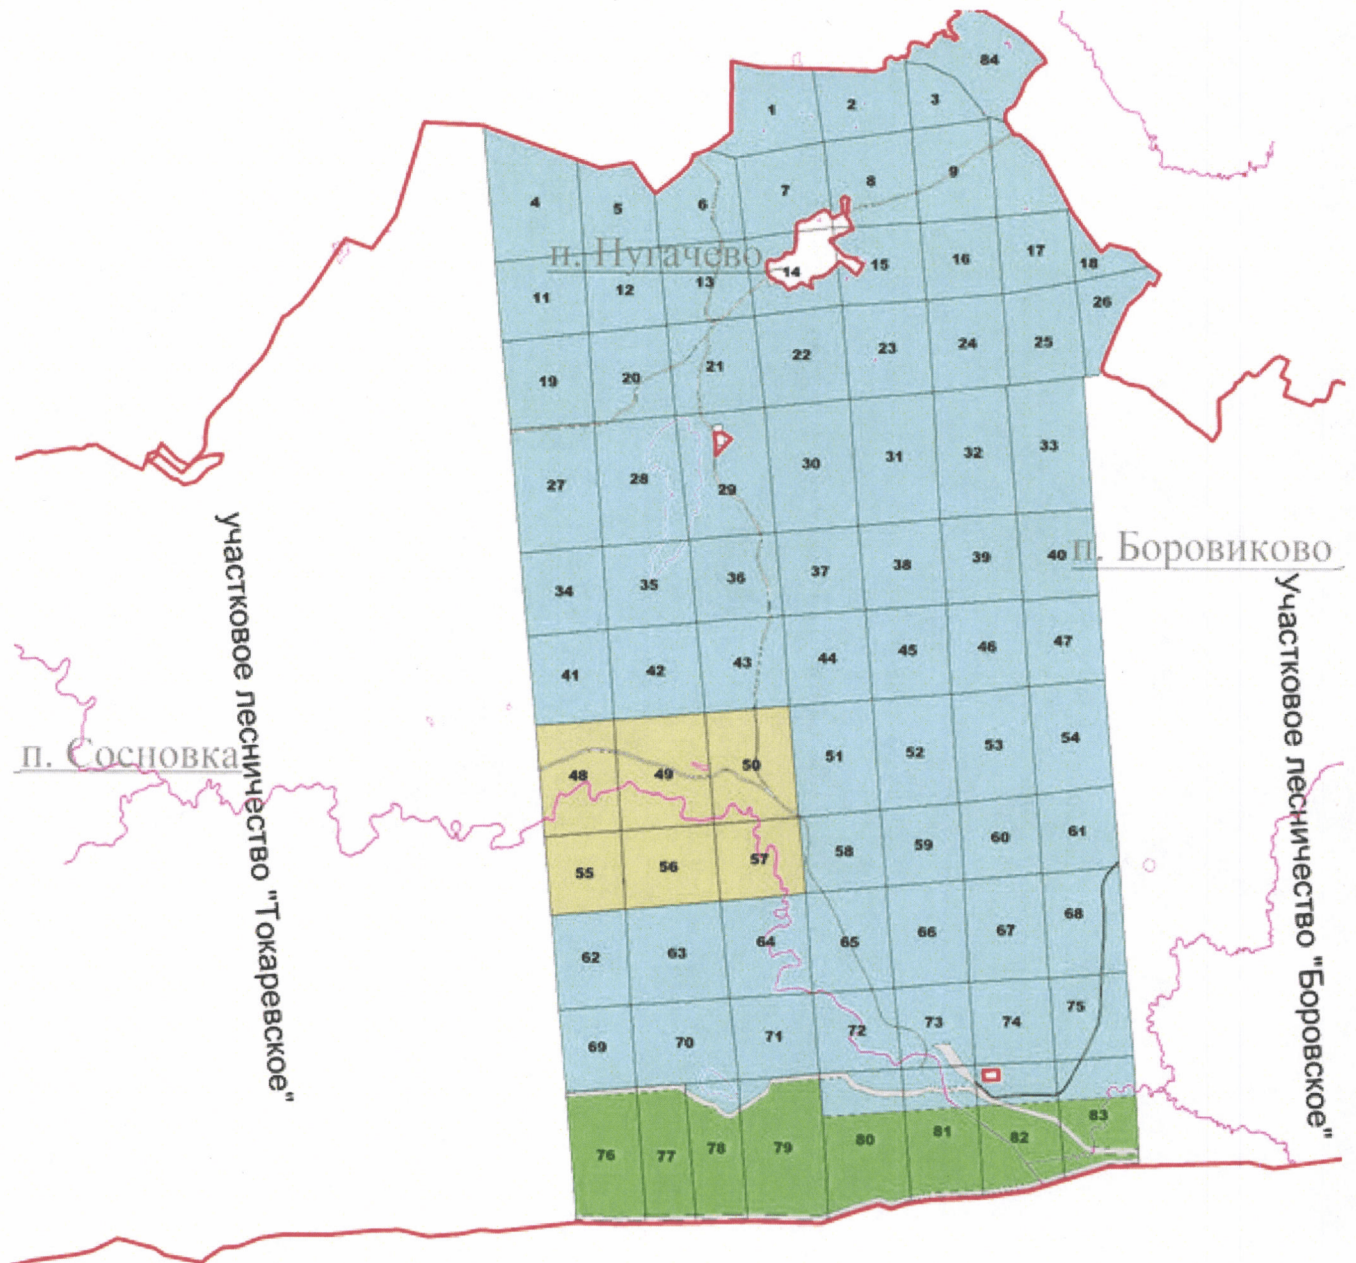 84
1 2 3
4 5 6 7 8 9
п. Пугачево
11 12 13 14 15 16 17 18
26
19 20 21 22 23 24 25
27 28 29 30 31 32 33
34 35 36 37 38 39 40
п. Боровиково
участковое лесничество "Токаревское"
Участковое лесничество "Боровское"
41 42 43 44 45 46 47
п. Сосновка
48 49 50 51 52 53 54
55 56 57 58 59 60 61
62 63 64 65 66 67 68
69 70 71 72 73 74 75
76 77 78 79 80 81 82 83